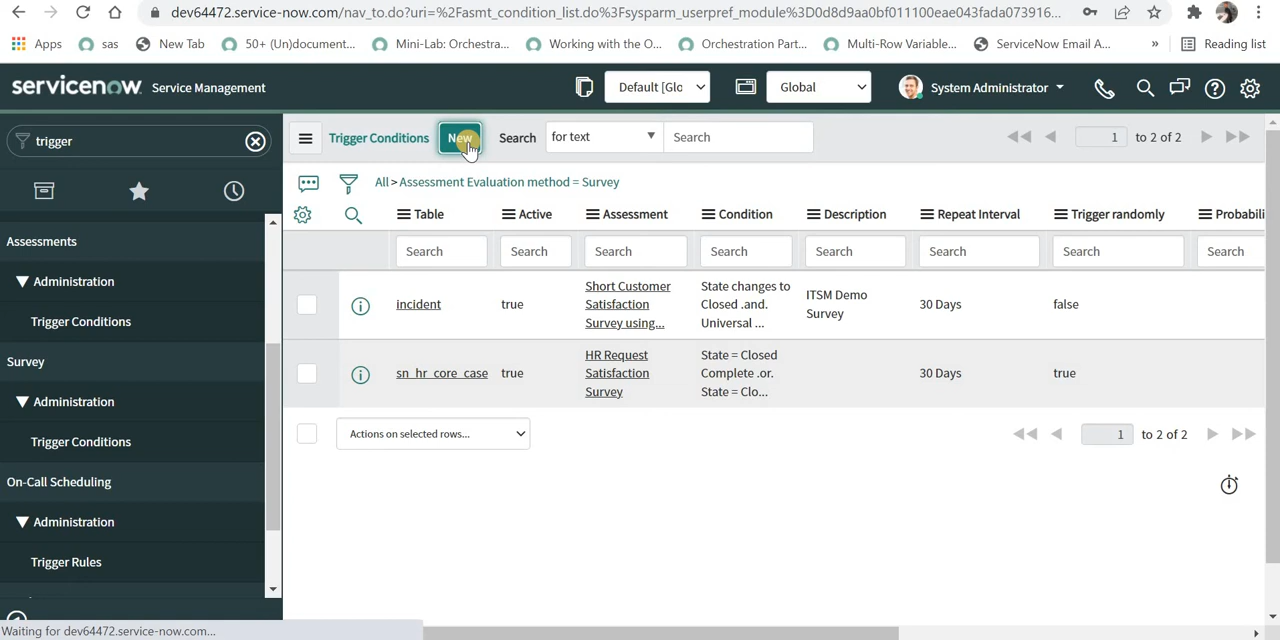 dev64472.service-now.com/nav_to.do?uri=%2Fasmt_condition_list.do%3Fsysparm_userpref_module%3D0d8d9aa0bf011100eae043fada073916...
Apps
sas
New Tab
50+ (Un)document...
Mini-Lab: Orchestra...
Working with the O...
Orchestration Part...
Multi-Row Variable...
ServiceNow Email A...
»
Reading list
servicenow. Service Management
Default [Glo
Global
System Administrator
trigger
Trigger Conditions
New
Search
for text
Search
1 to 2 of 2
All > Assessment Evaluation method = Survey
Table
Active
Assessment
Condition
Description
Repeat Interval
Trigger randomly
Probabili
Search
Search
Search
Search
Search
Search
Search
Search
incident
true
Short Customer
Satisfaction
Survey using...
State changes to
Closed .and.
Universal ...
ITSM Demo
Survey
30 Days
false
sn_hr_core_case
true
HR Request
Satisfaction
Survey
State = Closed
Complete .or.
State = Clo...
30 Days
true
Actions on selected rows...
1 to 2 of 2
Assessments
Administration
Trigger Conditions
Survey
Administration
Trigger Conditions
On-Call Scheduling
Administration
Trigger Rules
Waiting for dev64472.service-now.com...